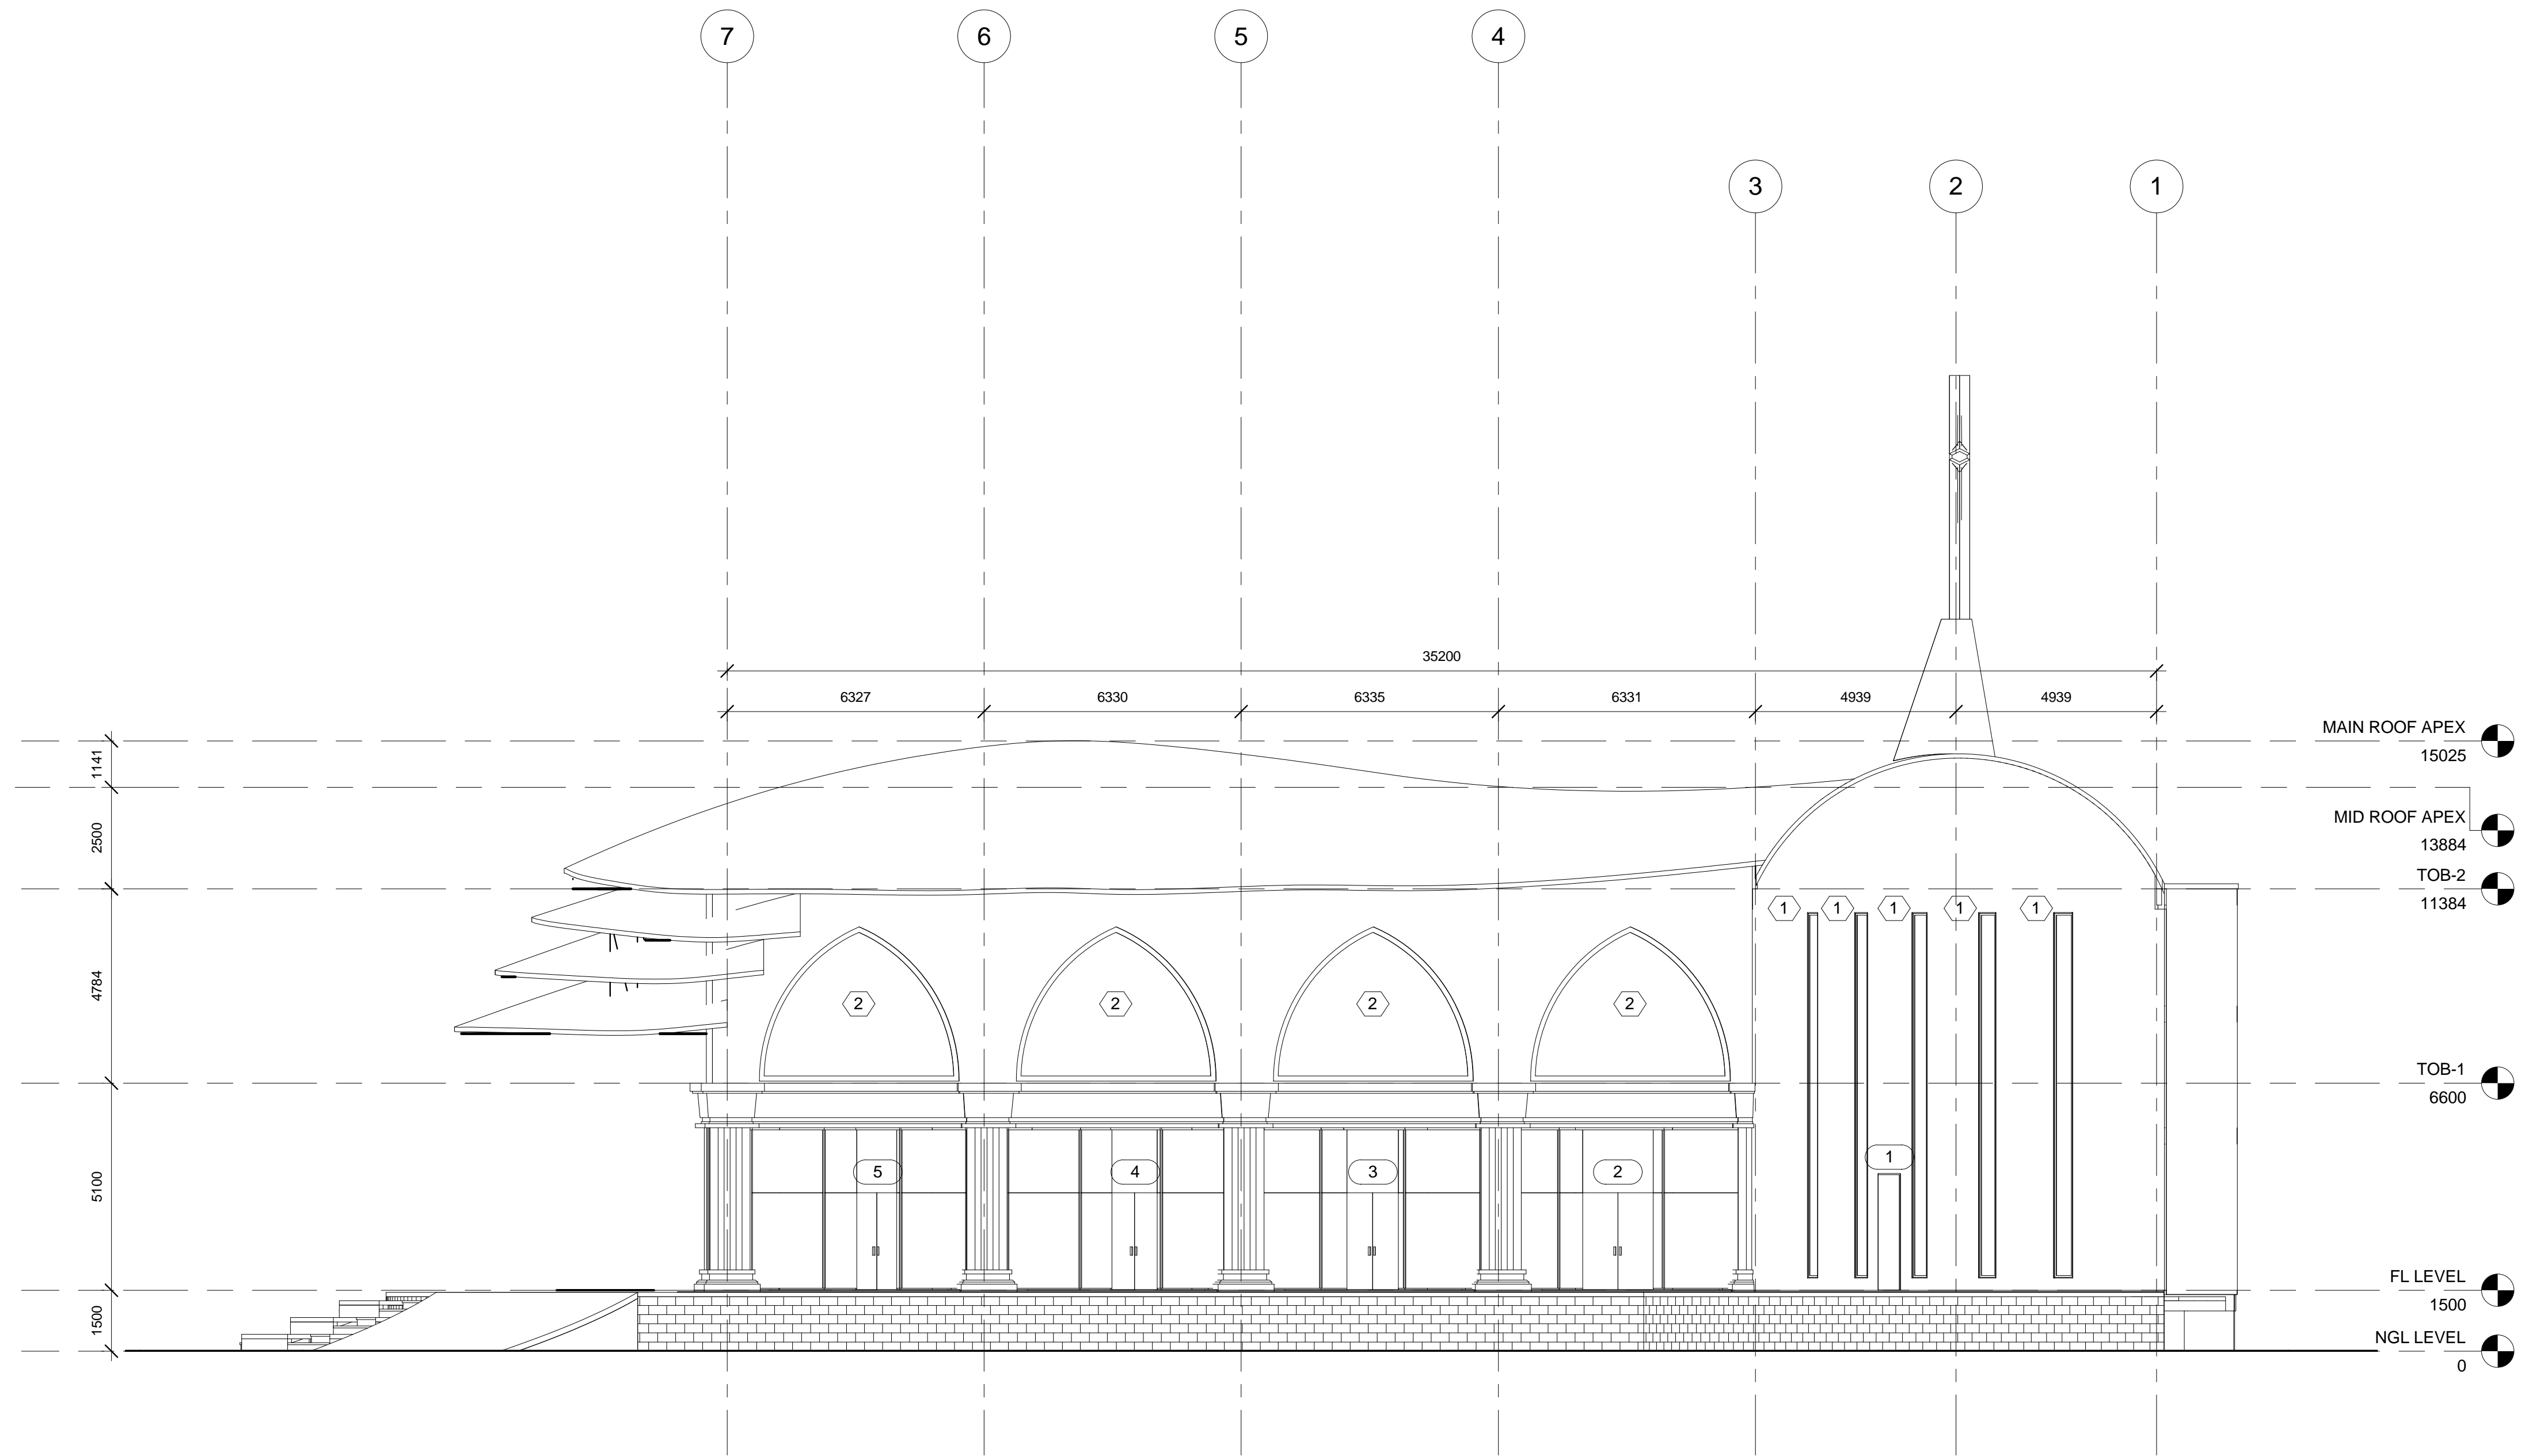 7 6 5 4
3 2 1
35200
6327 6330 6335 6331 4939 4939
MAIN ROOF APEX
15025
1141
MID ROOF APEX
13884
2500
TOB-2
11384
1 1 1 1 1
4784
2 2 2 2
TOB-1
6600
5100
5 4 3 2 1
FL LEVEL
1500
1500
NGL LEVEL
0